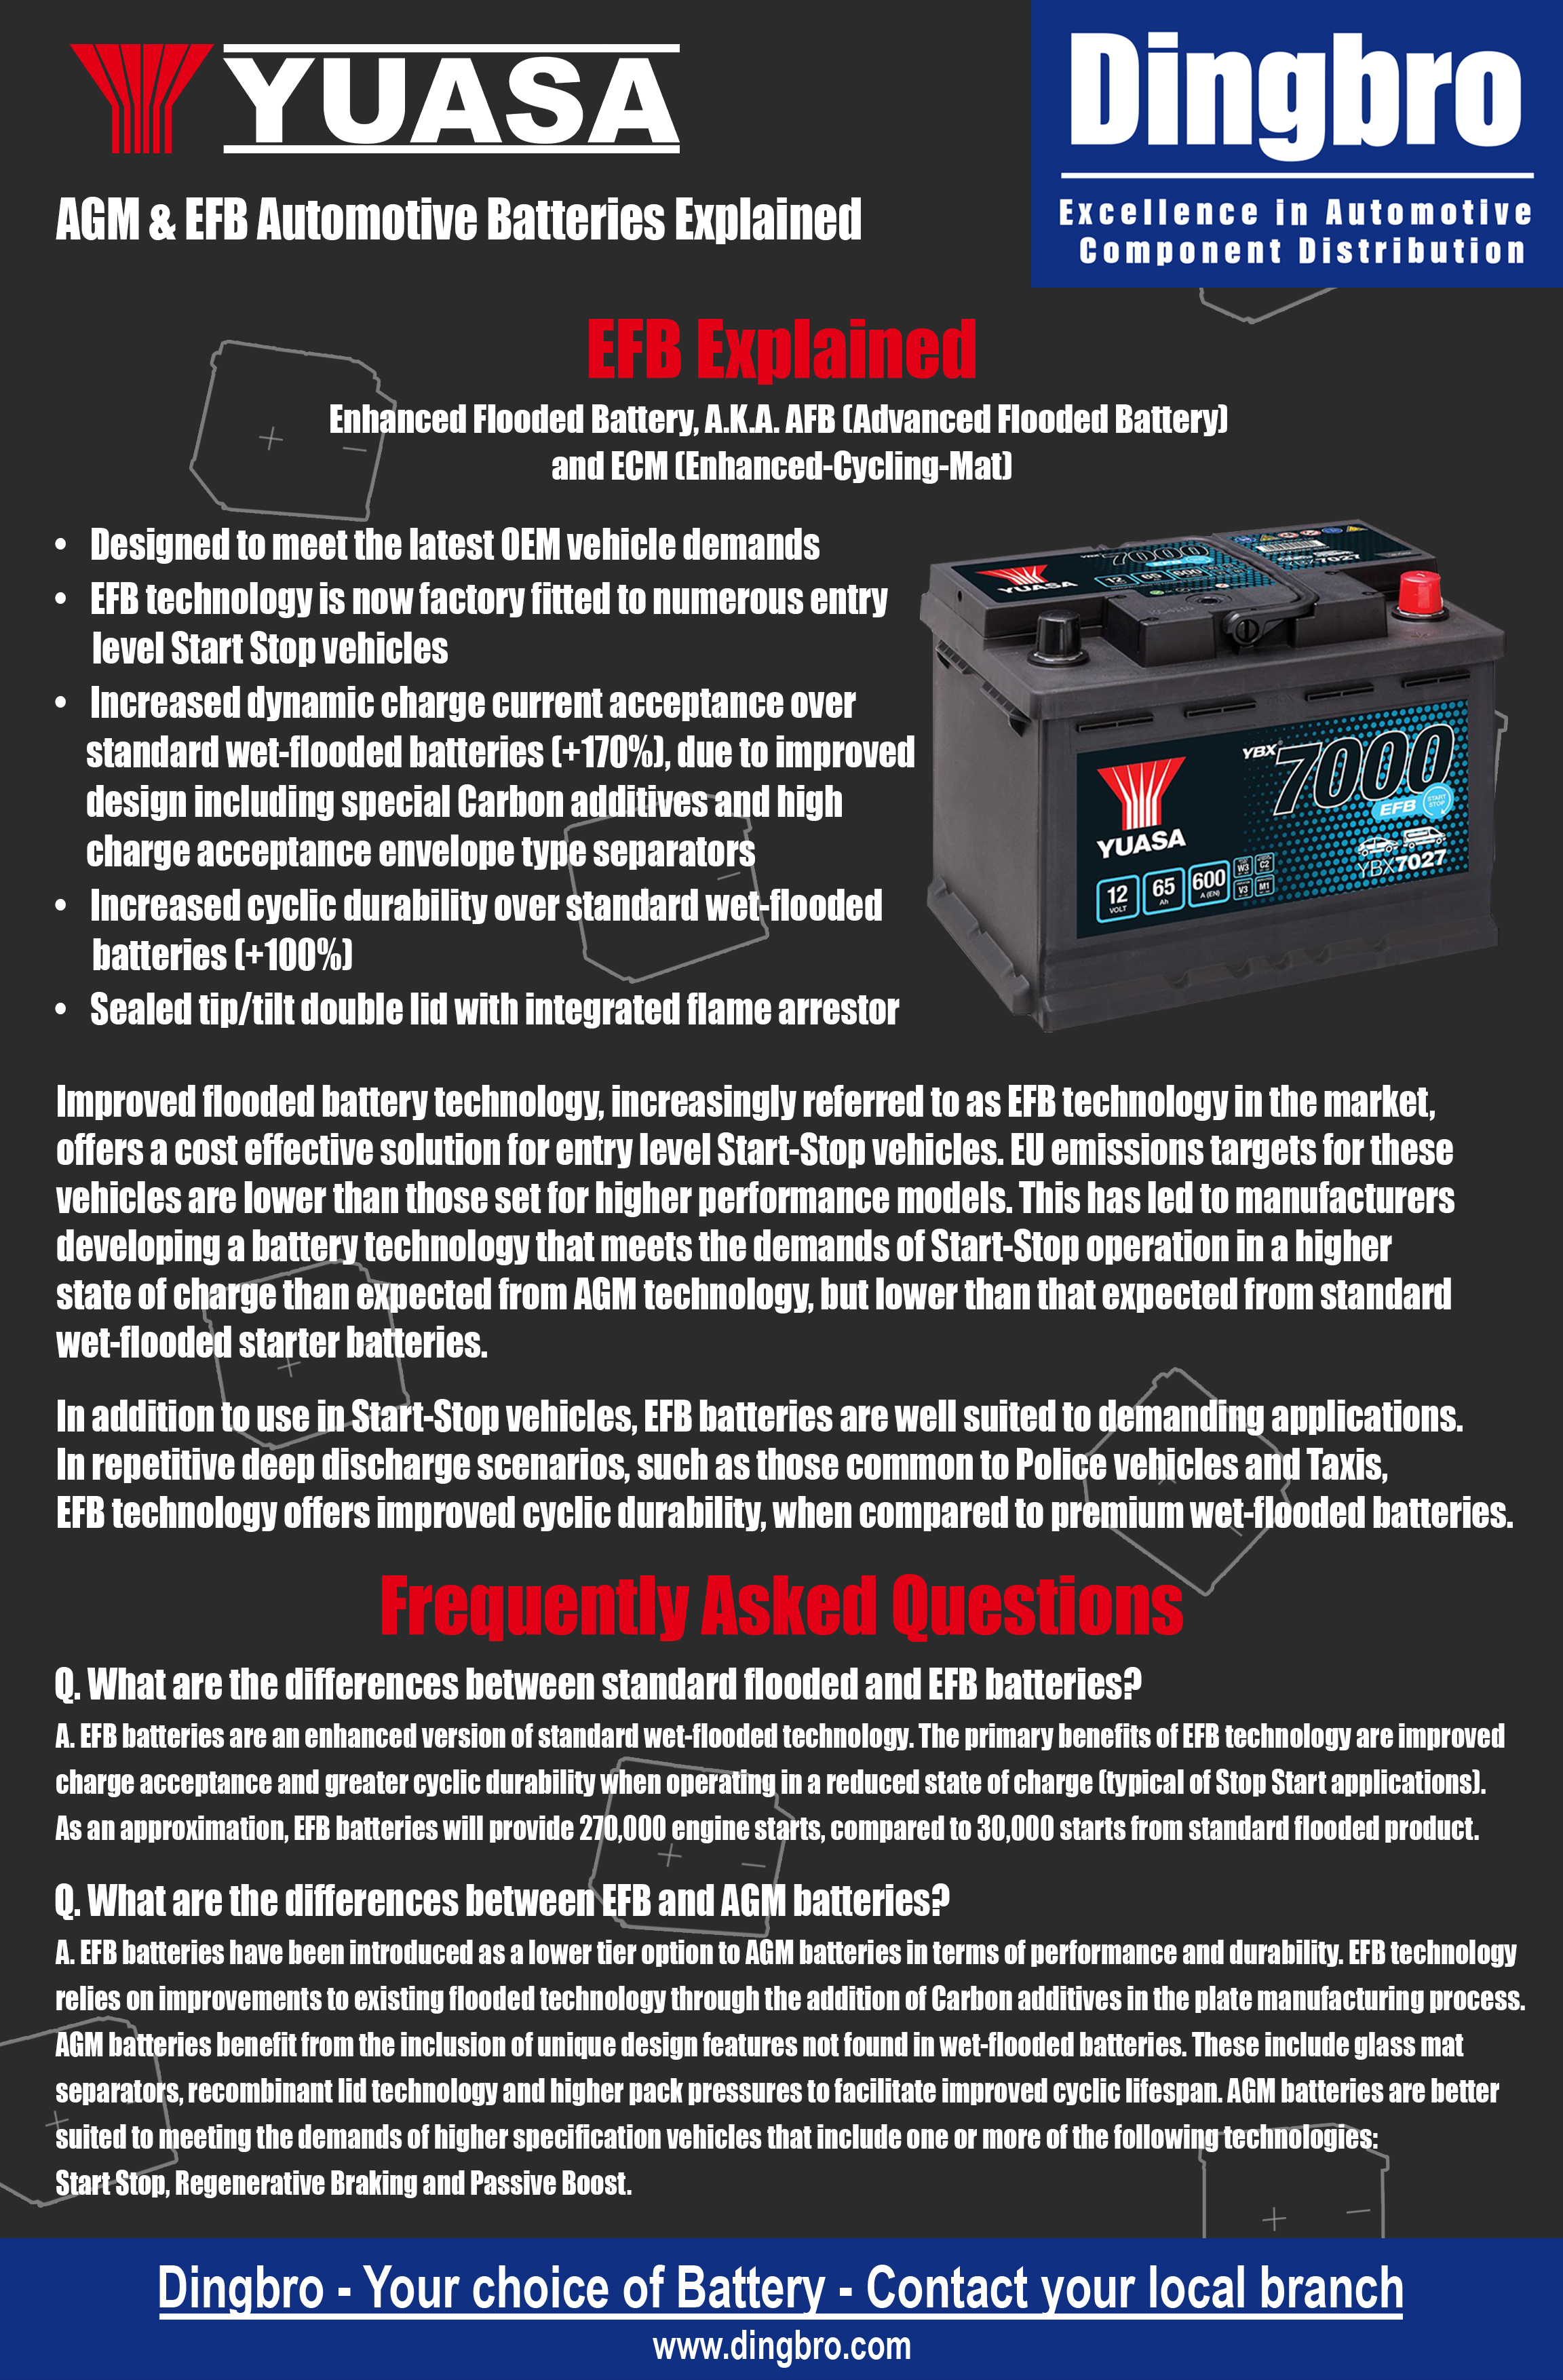 YUASA
Dingbro
Excellence in Automotive
Component Distribution
AGM & EFB Automotive Batteries Explained
EFB Explained
Enhanced Flooded Battery, A.K.A. AFB (Advanced Flooded Battery)
and ECM (Enhanced-Cycling-Mat)
• Designed to meet the latest OEM vehicle demands
• EFB technology is now factory fitted to numerous entry
level Start Stop vehicles
• Increased dynamic charge current acceptance over
standard wet-flooded batteries (+170%), due to improved
design including special Carbon additives and high
charge acceptance envelope type separators
• Increased cyclic durability over standard wet-flooded
batteries (+100%)
• Sealed tip/tilt double lid with integrated flame arrestor
YUASA
7000
EFB
12 65 600
7027
YBX 7000
EFB START STOP
YUASA
YBX7027
12 VOLT
65 Ah
600 A (EN)
W3 C2
V3 M1
Improved flooded battery technology, increasingly referred to as EFB technology in the market,
offers a cost effective solution for entry level Start-Stop vehicles. EU emissions targets for these
vehicles are lower than those set for higher performance models. This has led to manufacturers
developing a battery technology that meets the demands of Start-Stop operation in a higher
state of charge than expected from AGM technology, but lower than that expected from standard
wet-flooded starter batteries.
In addition to use in Start-Stop vehicles, EFB batteries are well suited to demanding applications.
In repetitive deep discharge scenarios, such as those common to Police vehicles and Taxis,
EFB technology offers improved cyclic durability, when compared to premium wet-flooded batteries.
Frequently Asked Questions
Q. What are the differences between standard flooded and EFB batteries?
A. EFB batteries are an enhanced version of standard wet-flooded technology. The primary benefits of EFB technology are improved
charge acceptance and greater cyclic durability when operating in a reduced state of charge (typical of Stop Start applications).
As an approximation, EFB batteries will provide 270,000 engine starts, compared to 30,000 starts from standard flooded product.
Q. What are the differences between EFB and AGM batteries?
A. EFB batteries have been introduced as a lower tier option to AGM batteries in terms of performance and durability. EFB technology
relies on improvements to existing flooded technology through the addition of Carbon additives in the plate manufacturing process.
AGM batteries benefit from the inclusion of unique design features not found in wet-flooded batteries. These include glass mat
separators, recombinant lid technology and higher pack pressures to facilitate improved cyclic lifespan. AGM batteries are better
suited to meeting the demands of higher specification vehicles that include one or more of the following technologies:
Start Stop, Regenerative Braking and Passive Boost.
Dingbro - Your choice of Battery - Contact your local branch
www.dingbro.com